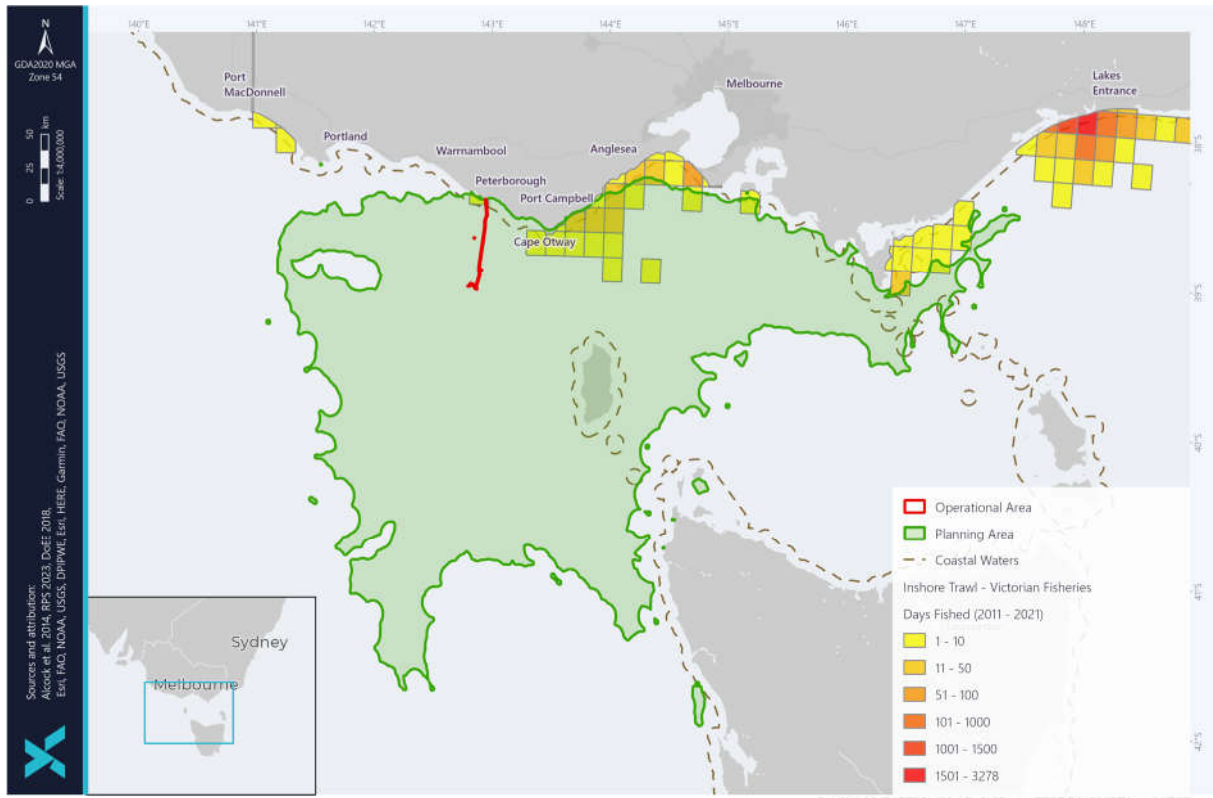 140°E
141°E
142°E
143°E
144°E
145°E
146°E
147°E
148°E
N
GDA2020 MGA
Zone 54
0 25 50
km
Scale: 1:4,000,000
Sources and attribution:
Alcock et al. 2014, RPS 2023, DoEE 2018,
Esri, FAO, NOAA, USGS, DPIPWE, Esri, HERE, Garmin, FAO, NOAA, USGS
Port
MacDonnell
Portland
Warrnambool
Peterborough
Port Campbell
Cape Otway
Anglesea
Melbourne
Lakes
Entrance
38°S
39°S
40°S
41°S
42°S
Operational Area
Planning Area
Coastal Waters
Inshore Trawl - Victorian Fisheries
Days Fished (2011 - 2021)
1 - 10
11 - 50
51 - 100
101 - 1000
1001 - 1500
1501 - 3278
Sydney
Melbourne